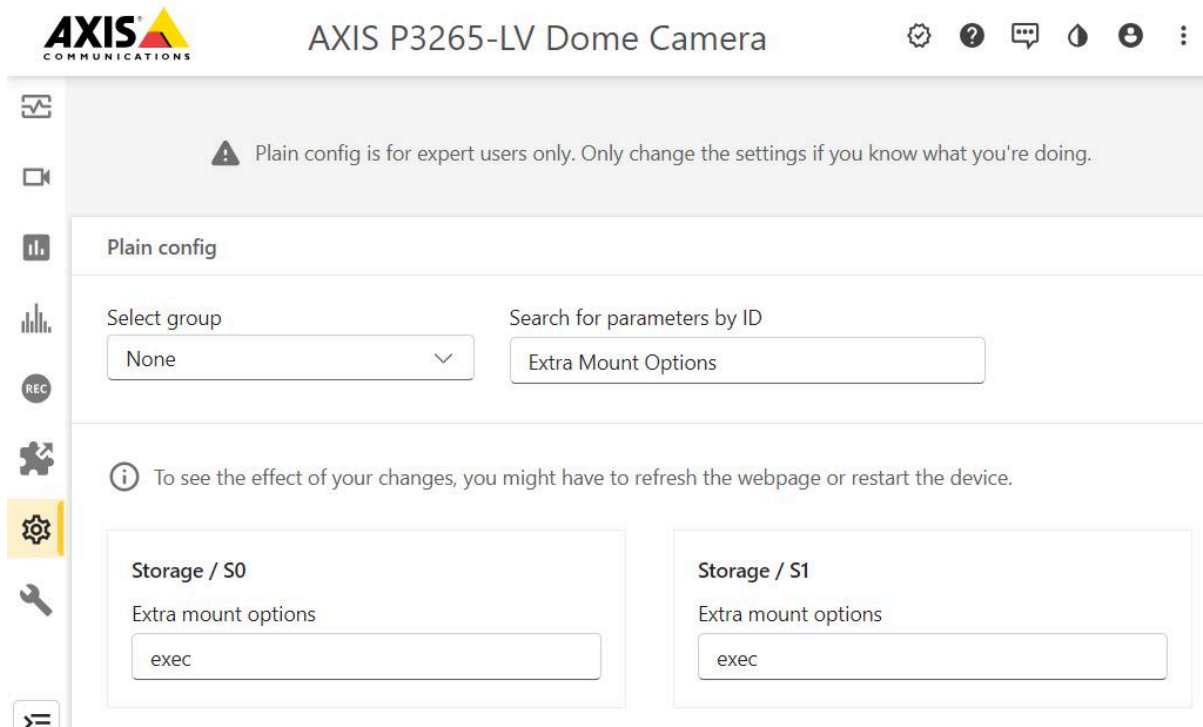 AXIS
COMMUNICATIONS
AXIS P3265-LV Dome Camera
Plain config is for expert users only. Only change the settings if you know what you're doing.
Plain config
Select group
Search for parameters by ID
None
Extra Mount Options
REC
To see the effect of your changes, you might have to refresh the webpage or restart the device.
Storage / S0
Storage / S1
Extra mount options
Extra mount options
exec
exec